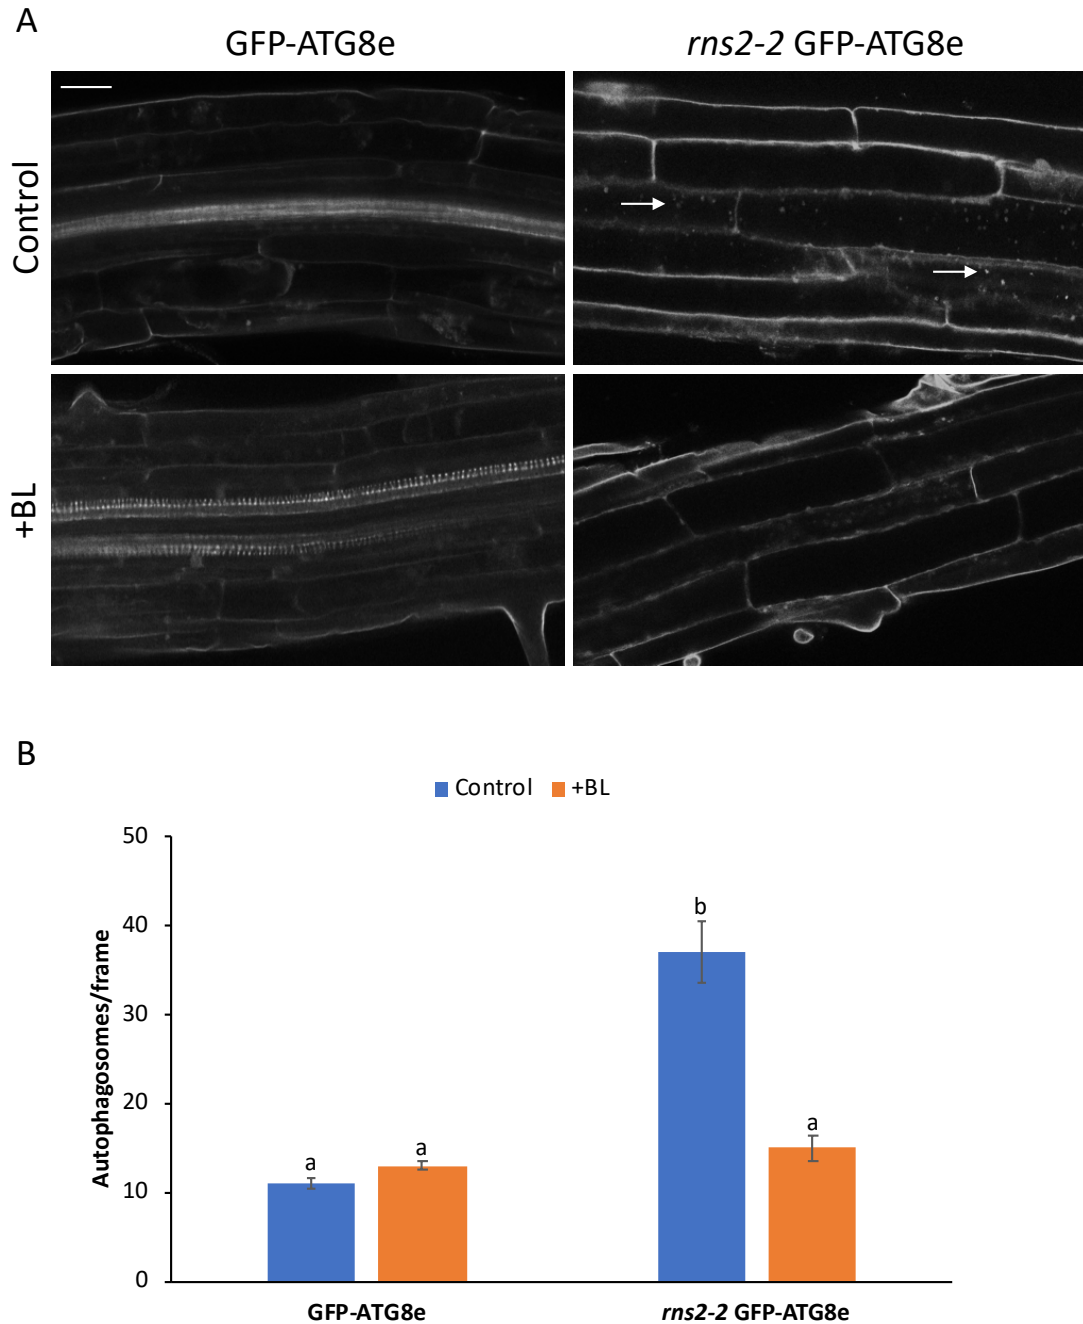 A
GFP-ATG8e
rns2-2 GFP-ATG8e
Control
+BL
B
Control +BL
Autophagosomes/frame
50
40
30
20
10
0
a
a
b
a
GFP-ATG8e
rns2-2 GFP-ATG8e